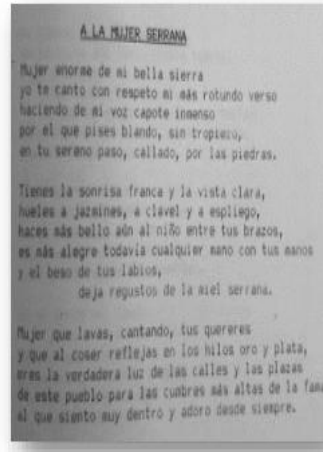 A LA MUJER SERRANA
Mujer enorme de mi bella sierra
yo te canto con respeto mi más rotundo verso
haciendo de mi voz capote inmenso
por el que pises blando, sin tropiezo,
en tu sereno paso, callado, por las piedras.
Tienes la sonrisa franca y la vista clara,
hueles a jazmines, a clavel y a espliego,
haces más bello aún al niño entre tus brazos,
es más alegre todavía cualquier mano con tus manos
y el beso de tus labios,
deja regustos de la miel serrana.
Mujer que lavas, cantando, tus quereres
y que al coser reflejas en los hilos oro y plata,
eres la verdadera luz de las calles y las plazas
de este pueblo para las cumbres más altas de la fama
al que siento muy dentro y adoro desde siempre.